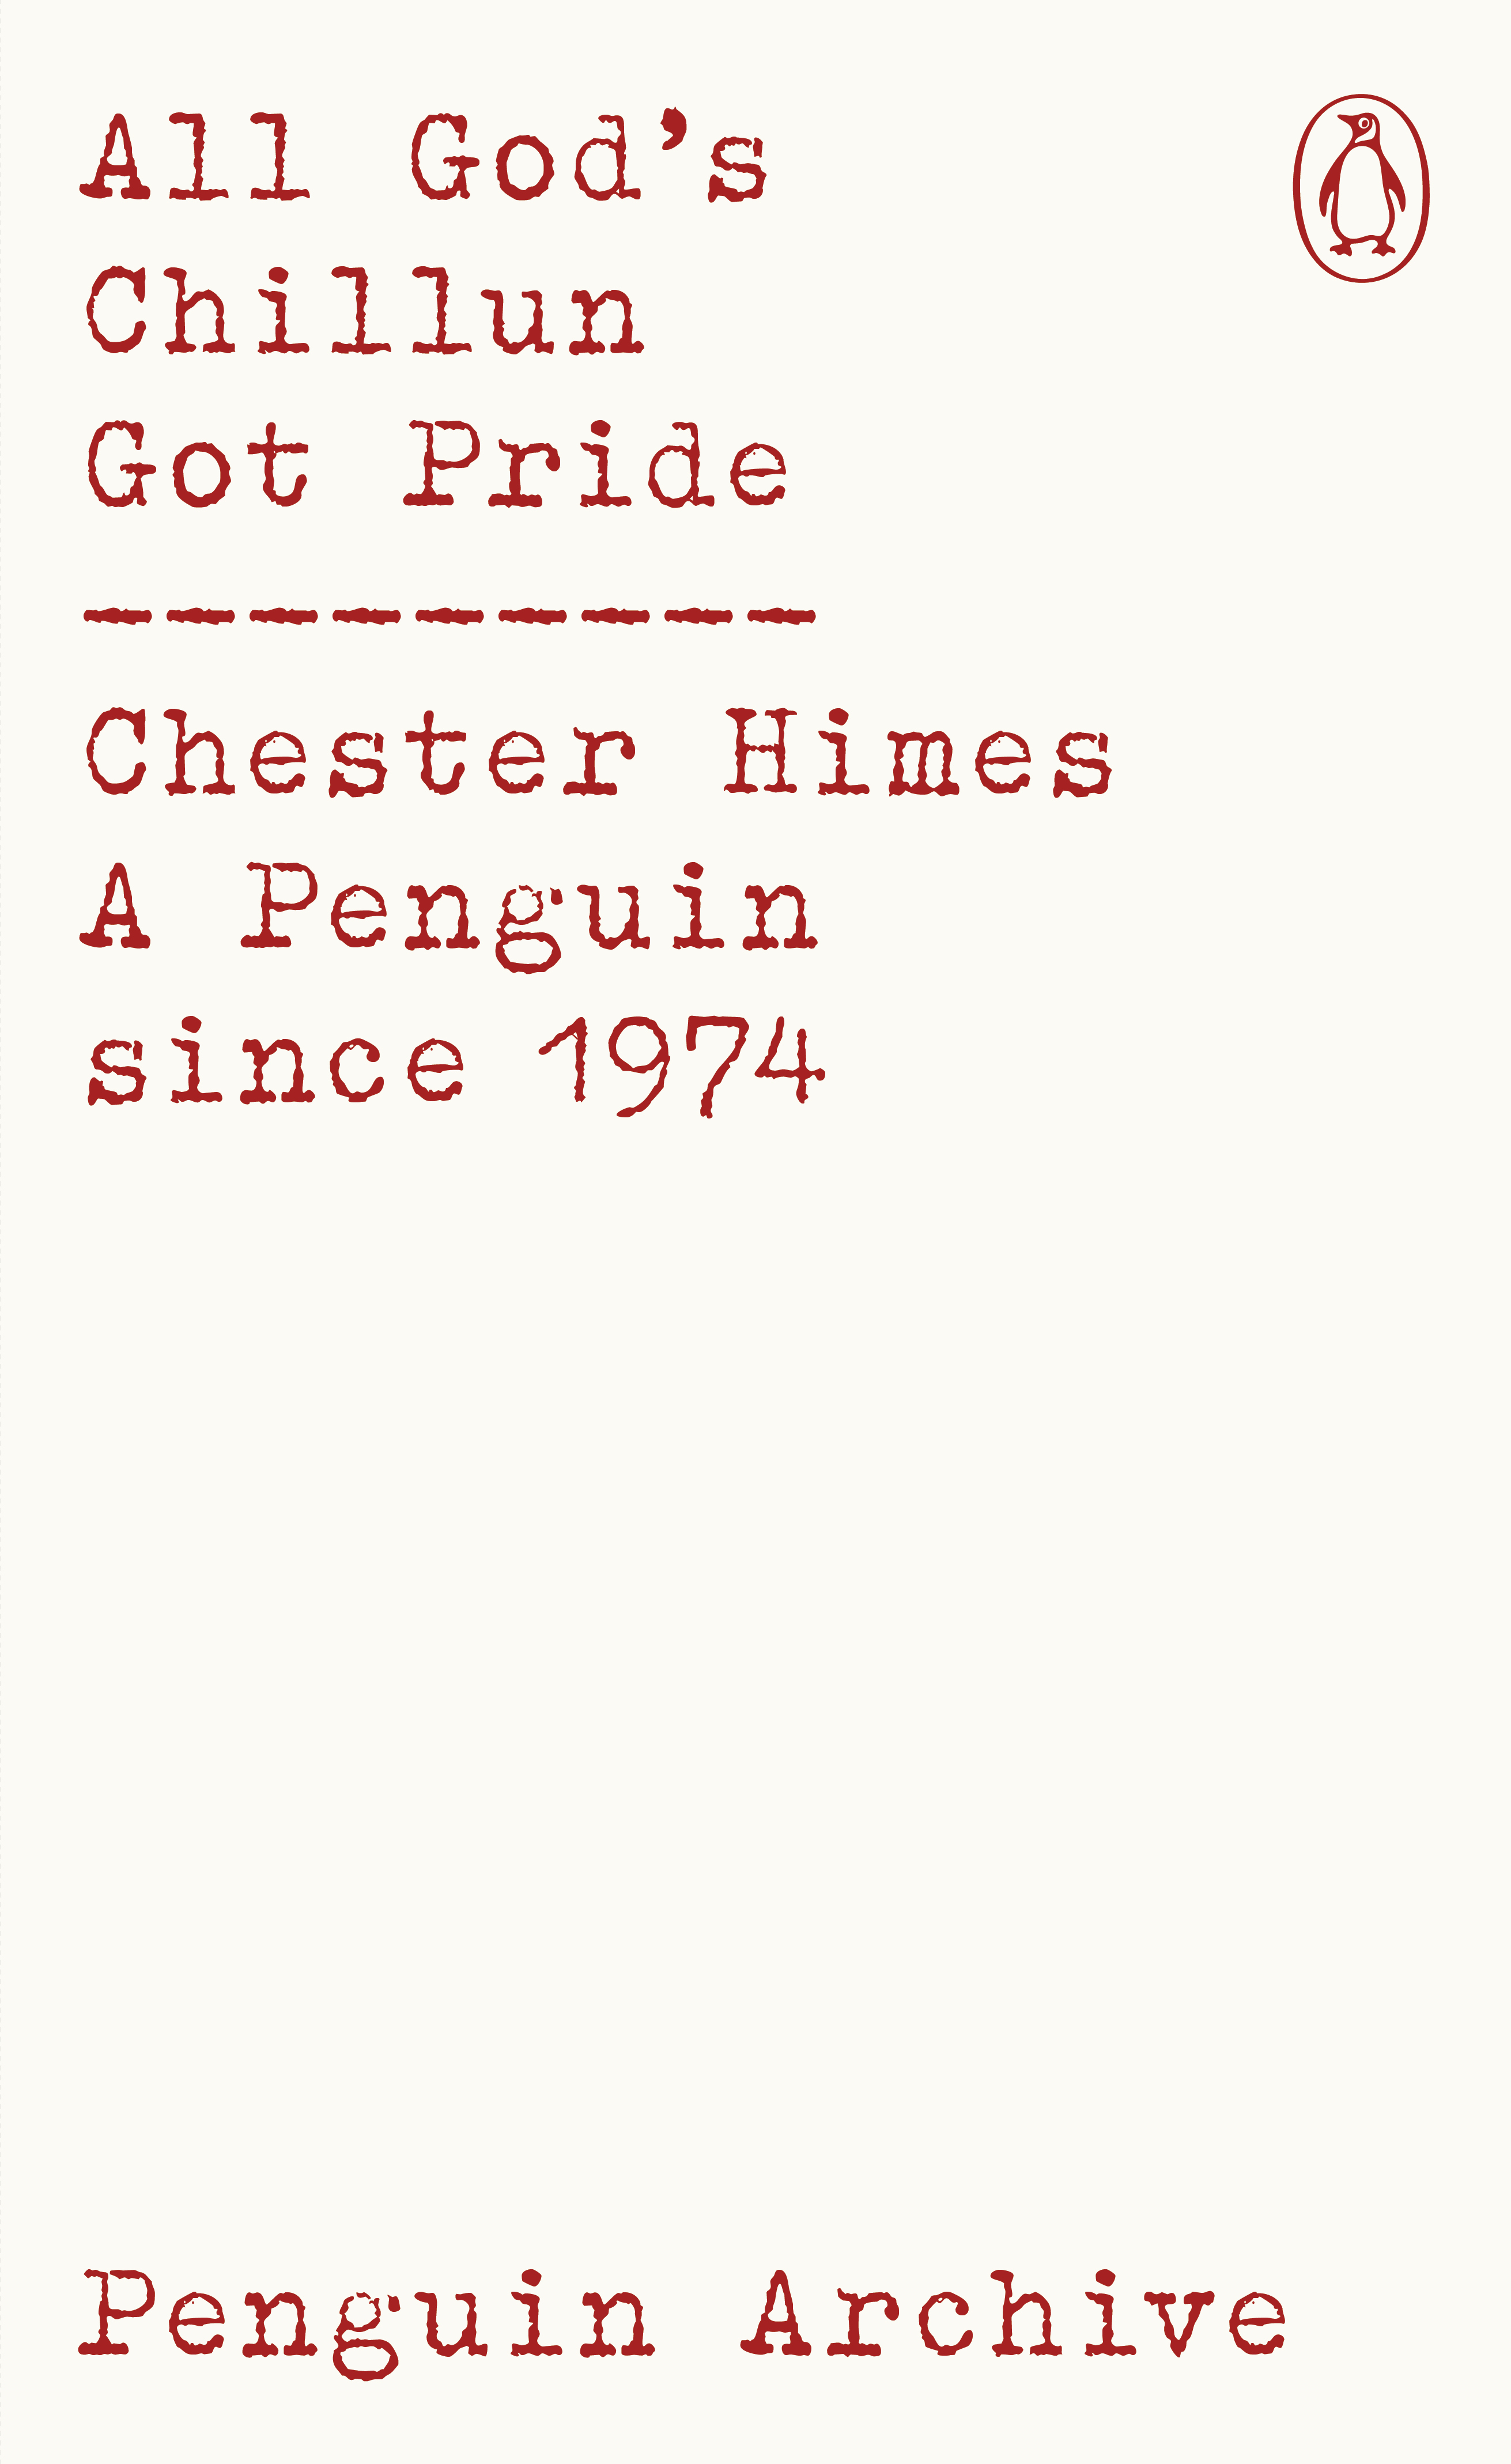 All God’s
Chillun
Got Pride
---------
Chester Himes
A Penguin
since 1974
Penguin Archive